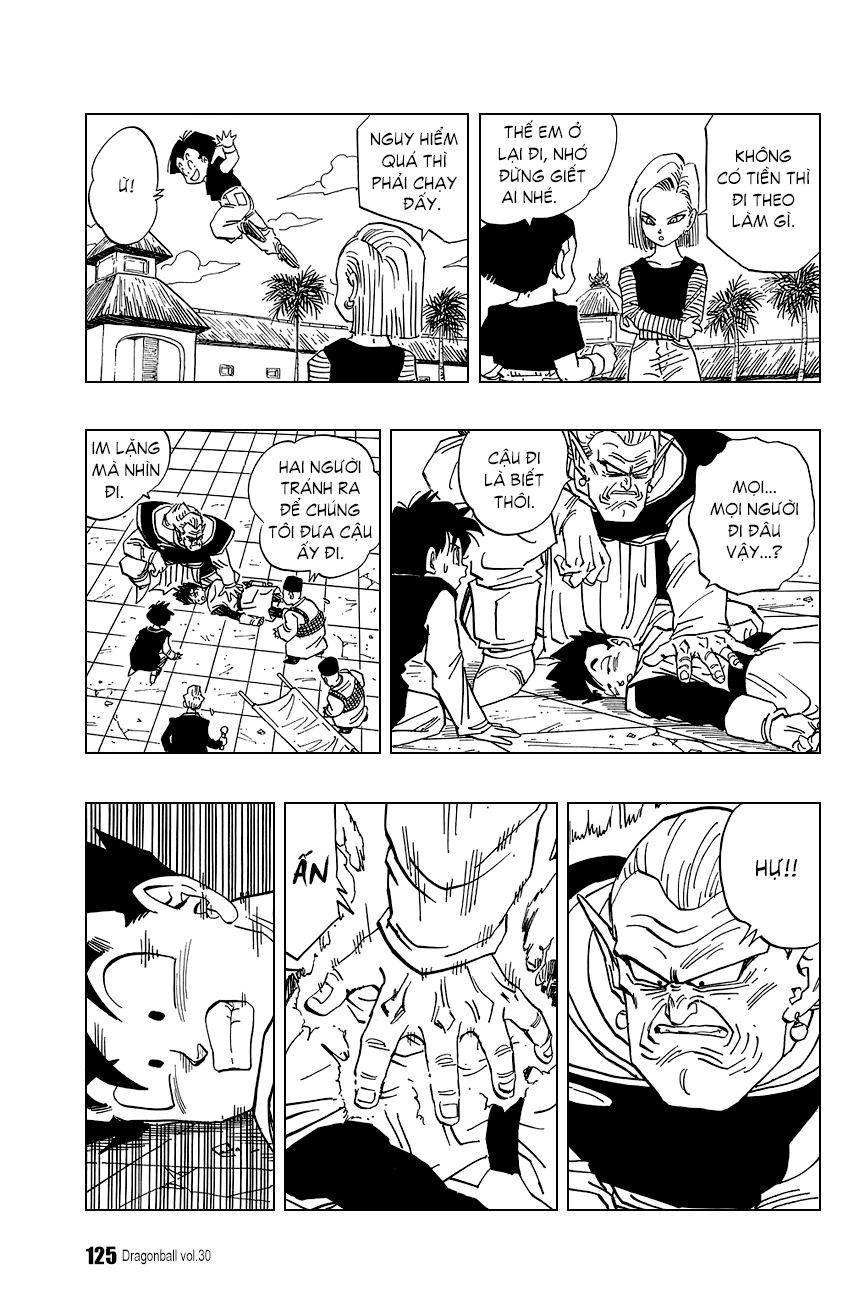 KHÔNG
CÓ TIỀN THÌ
ĐI THEO
LÀM GÌ.
THẾ EM Ở
LẠI ĐI, NHỚ
ĐỪNG GIẾT
AI NHÉ.
NGUY HIỂM
QUÁ THÌ
PHẢI CHẠY
ĐẤY.
Ừ!
MỌI...
MỌI NGƯỜI
ĐI ĐÂU
VẬY...?
CẬU ĐI
LÀ BIẾT
THÔI.
HAI NGƯỜI
TRÁNH RA
ĐỂ CHÚNG
TÔI ĐƯA CẬU
ẤY ĐI.
IM LẶNG
MÀ NHÌN
ĐI.
HỰ!!
ẤN
125 Dragonball vol.30